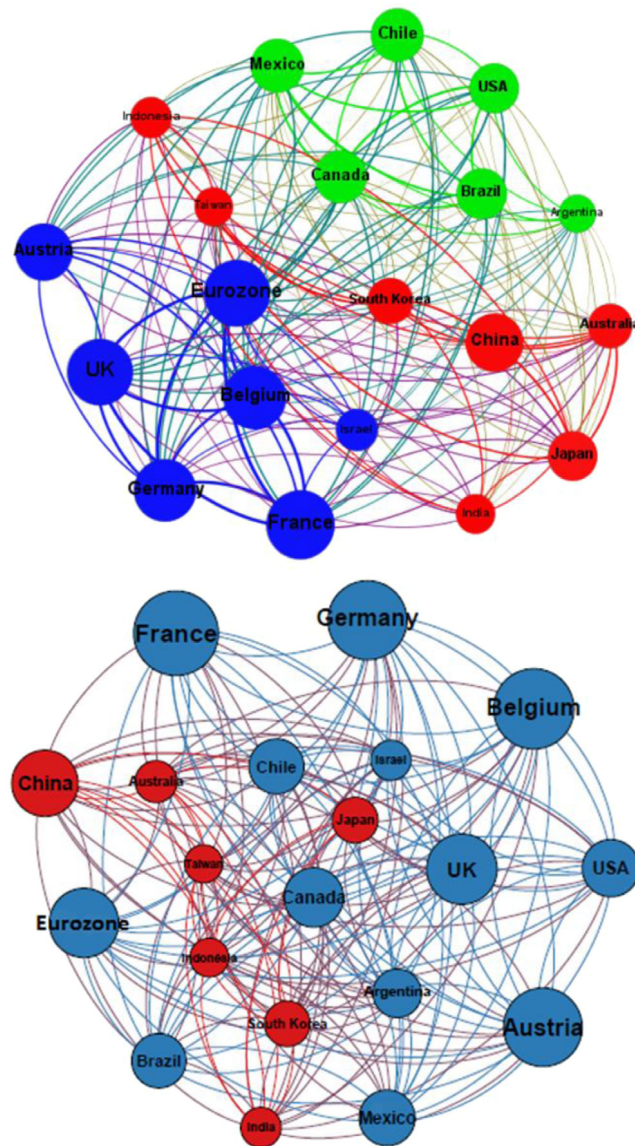 Chile
Mexico
USA
Indonesia
Canada
Brazil
Taiwan
Argentina
Austria
Eurozone
South Korea
Australia
China
UK
Belgium
Israel
Japan
Germany
India
France
Germany
France
Belgium
Israel
Chile
China
Australia
Japan
Taiwan
UK
USA
Canada
Eurozone
Indonesia
Argentina
South Korea
Austria
Brazil
Mexico
India